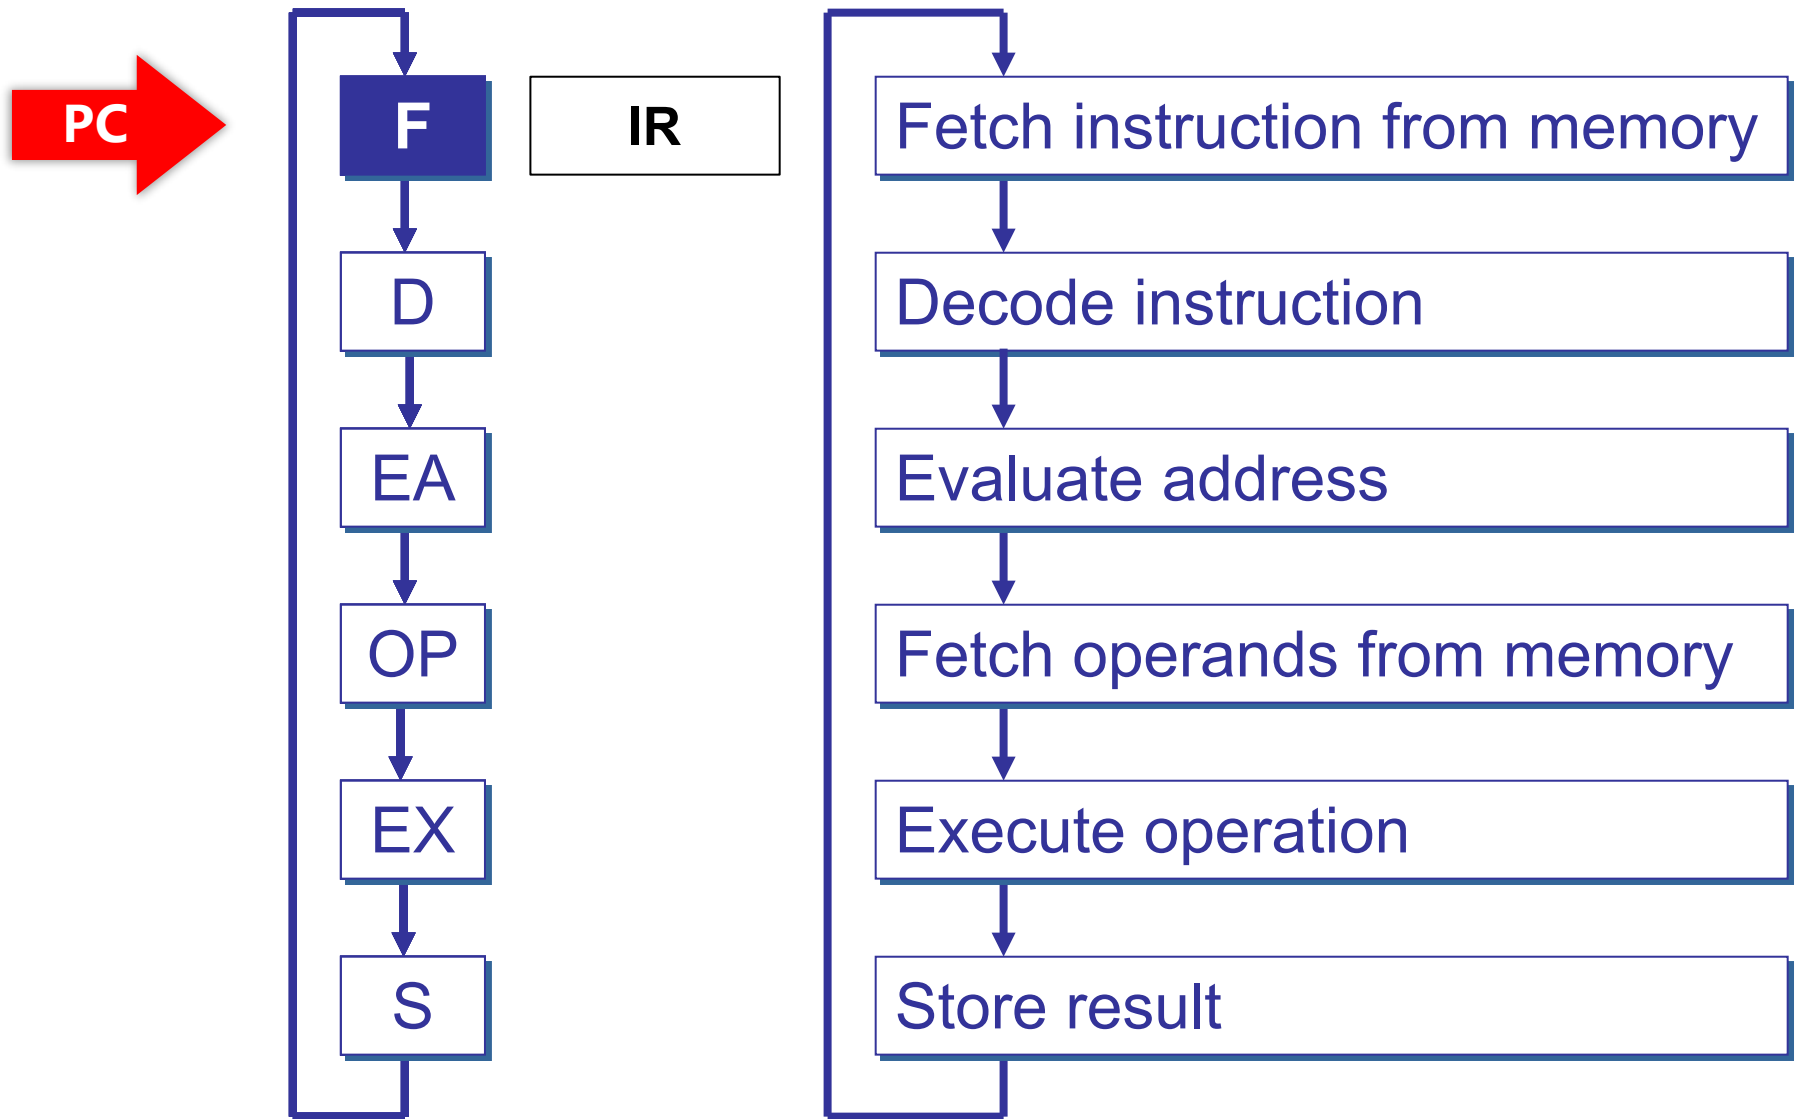 PC
F
IR
Fetch instruction from memory
D
Decode instruction
EA
Evaluate address
OP
Fetch operands from memory
EX
Execute operation
S
Store result